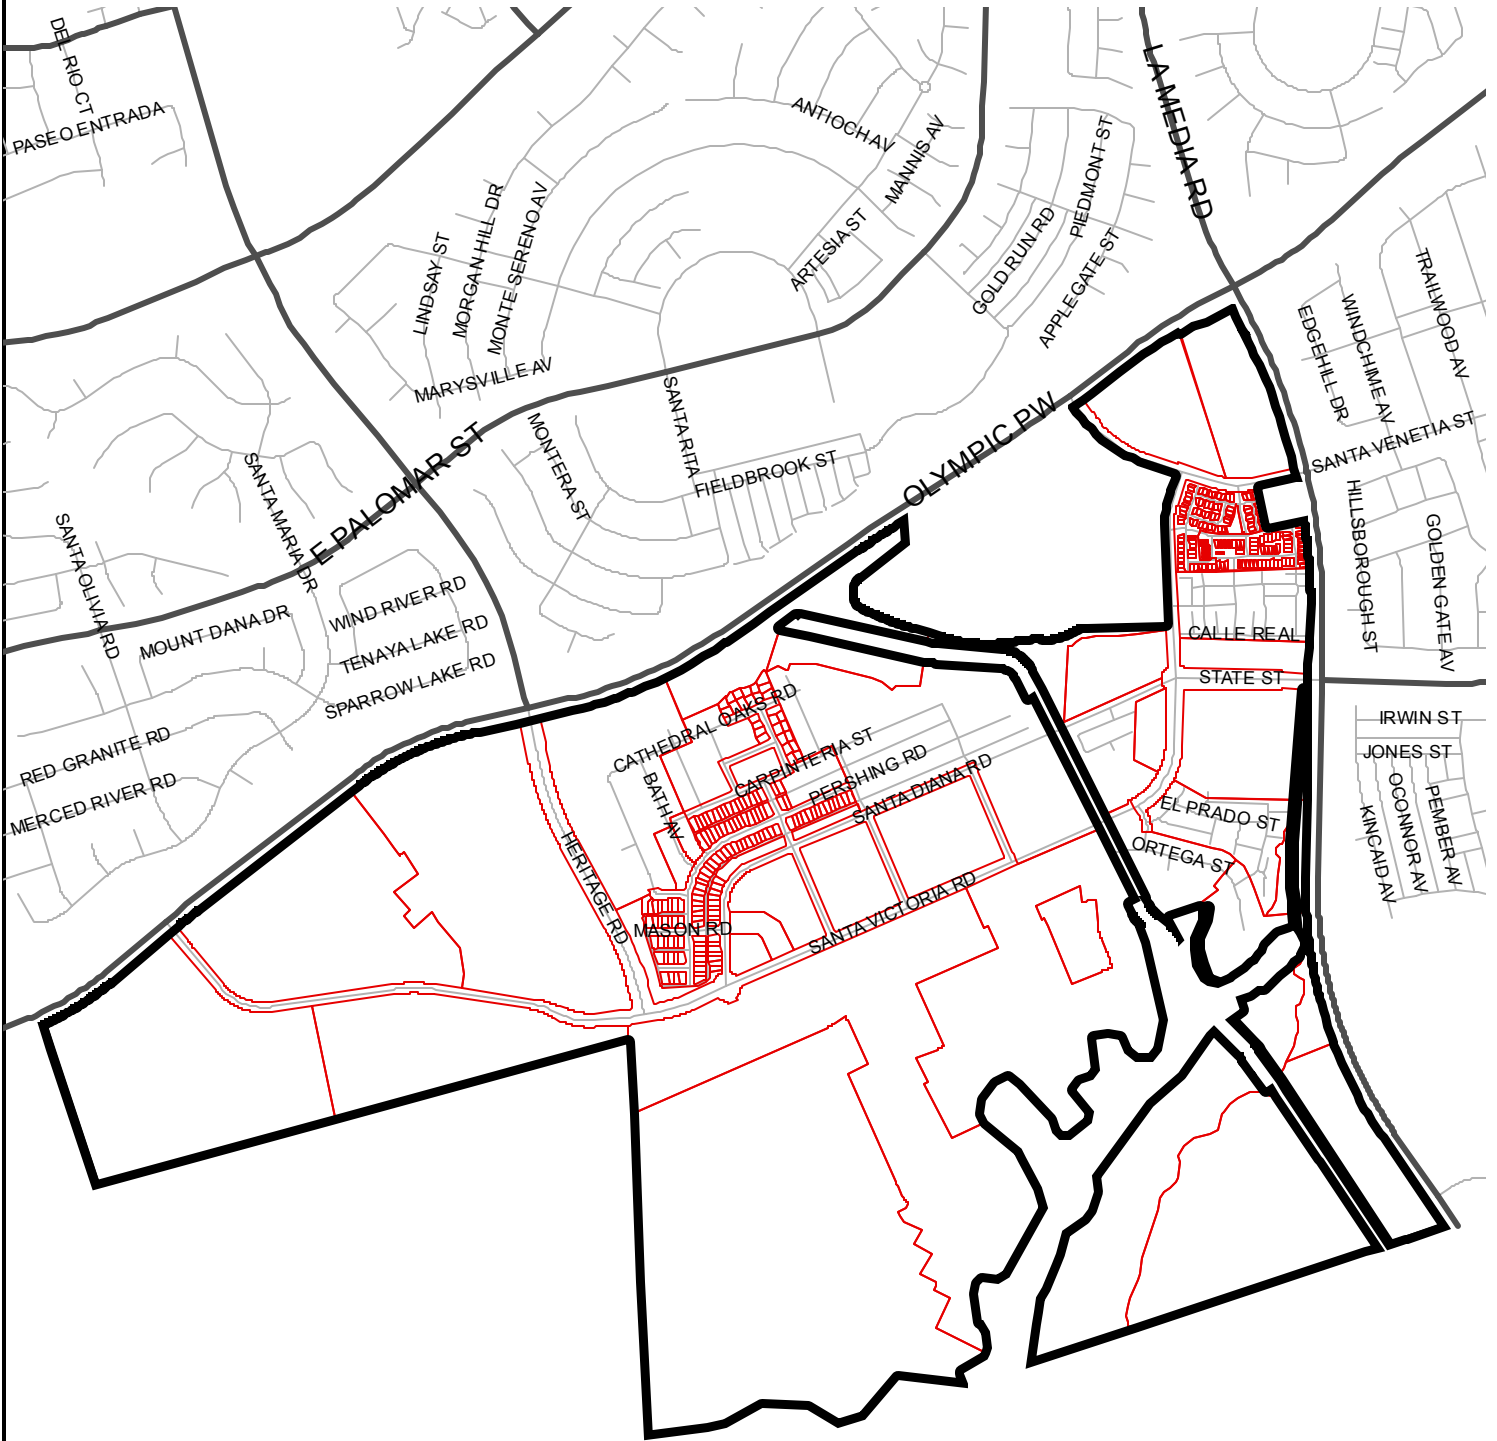 DEL RIO CT
PASEO ENTRADA
LA MEDIA RD
ANTIOCH AV
MANNIS AV
PIEDMONT ST
GOLD RUN RD
APPLEGATE ST
ARTESIA ST
LINDSAY ST
MORGAN HILL DR
MONTE SERENO AV
MARYSVILLE AV
TRAILWOOD AV
WINDCHIME AV
EDGEHILL DR
SANTA VENETIA ST
E PALOMAR ST
SANTA RITA
MONTERA ST
FIELDBROOK ST
OLYMPIC PW
SANTA MARIA DR
SANTA OLIVIA RD
MOUNT DANA DR
WIND RIVER RD
TENAYA LAKE RD
SPARROW LAKE RD
HILLSBOROUGH ST
GOLDEN GATE AV
CALLE REAL
STATE ST
RED GRANITE RD
MERCED RIVER RD
CATHEDRAL OAKS RD
CARPINTERIA ST
PERSHING RD
SANTA DIANA RD
BATH AV
IRWIN ST
JONES ST
KINCAID AV
OCONNOR AV
PEMBER AV
EL PRADO ST
ORTEGA ST
HERITAGE RD
MASON RD
SANTA VICTORIA RD